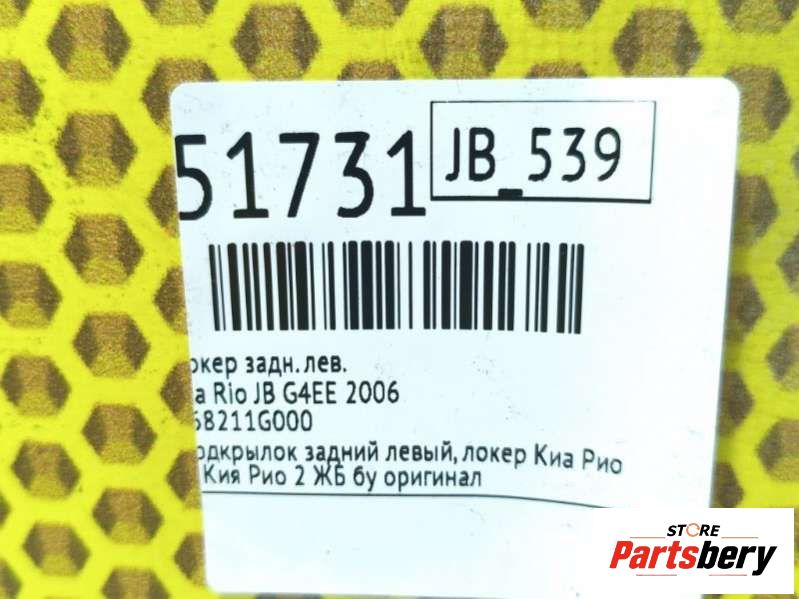 51731
JB_539
окер задн. лев.
a Rio JB G4EE 2006
68211G000
одкрылок задний левый, локер Киа Рио
Кия Рио 2 ЖБ бу оригинал
STORE
Partsbery